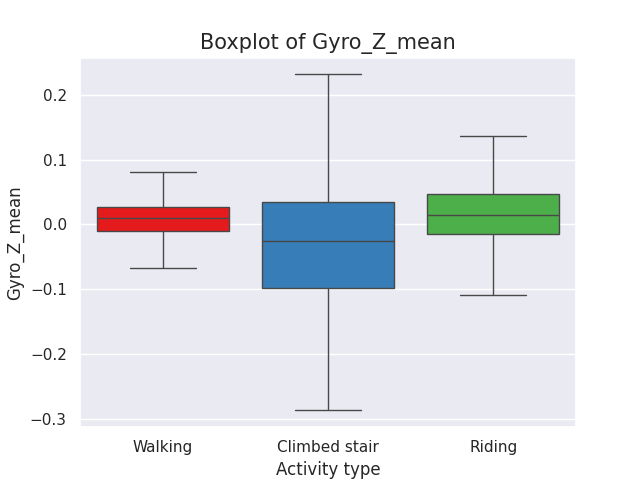 Boxplot of Gyro_Z_mean
0.2
0.1
0.0
−0.1
−0.2
−0.3
Gyro_Z_mean
Walking
Climbed stair
Riding
Activity type